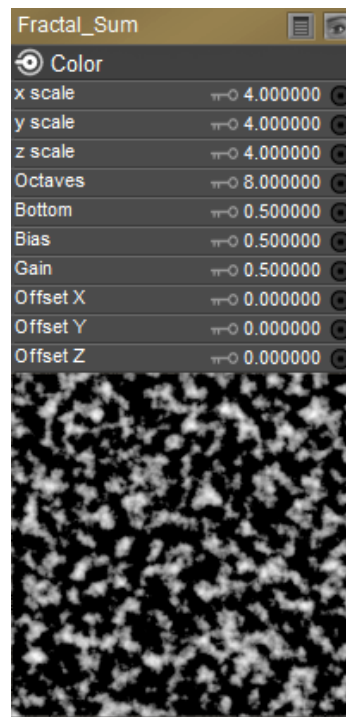 Fractal_Sum
Color
x scale 4.000000
y scale 4.000000
z scale 4.000000
Octaves 8.000000
Bottom 0.500000
Bias 0.500000
Gain 0.500000
Offset X 0.000000
Offset Y 0.000000
Offset Z 0.000000